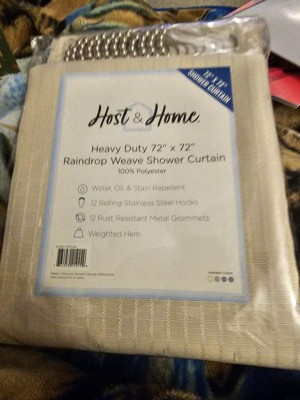 72" x 72"
SHOWER CURTAIN
Host & Home
Heavy Duty 72" x 72"
Raindrop Weave Shower Curtain
100% Polyester
Water, Oil, & Stain Repellent
12 Rolling Stainless Steel Hooks
12 Rust Resistant Metal Grommets
Weighted Hem